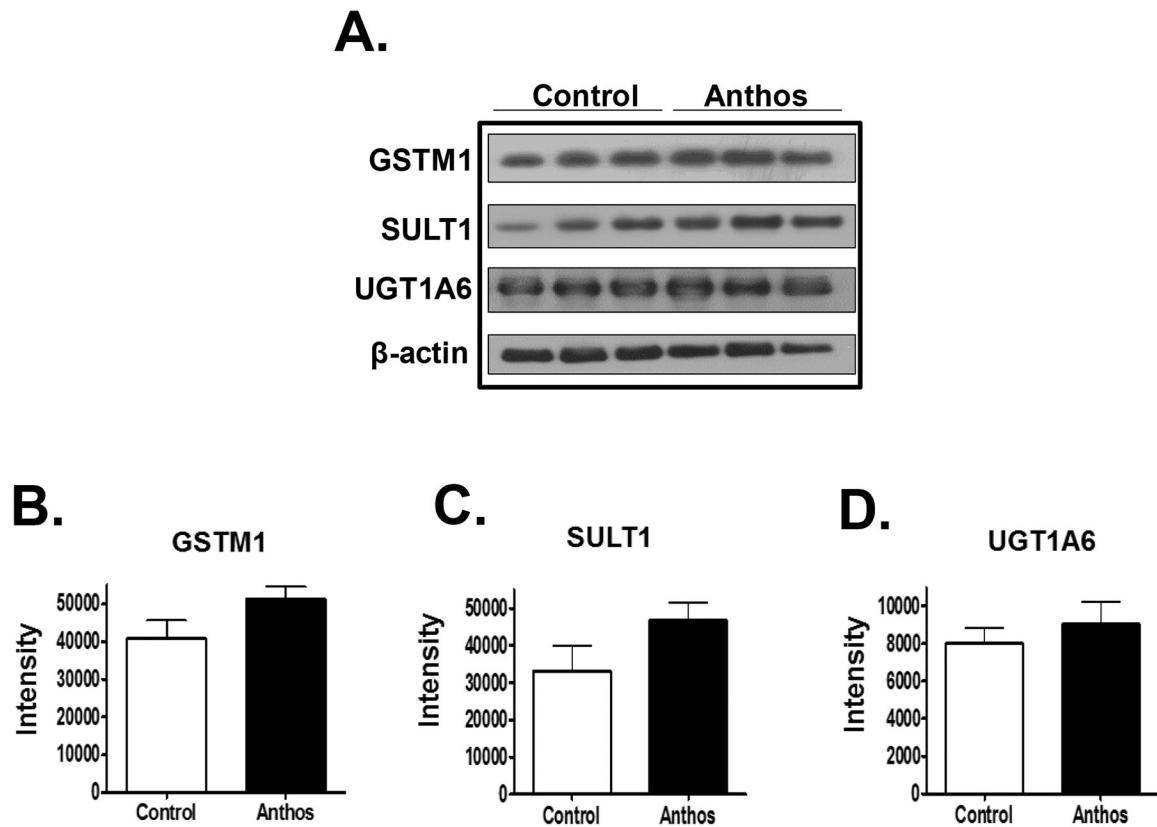 A.
Control Anthos
GSTM1
SULT1
UGT1A6
β-actin
B.
GSTM1
Intensity
50000
40000
30000
20000
10000
0
Control Anthos
C.
SULT1
Intensity
50000
40000
30000
20000
10000
0
Control Anthos
D.
UGT1A6
Intensity
10000
8000
6000
4000
2000
0
Control Anthos